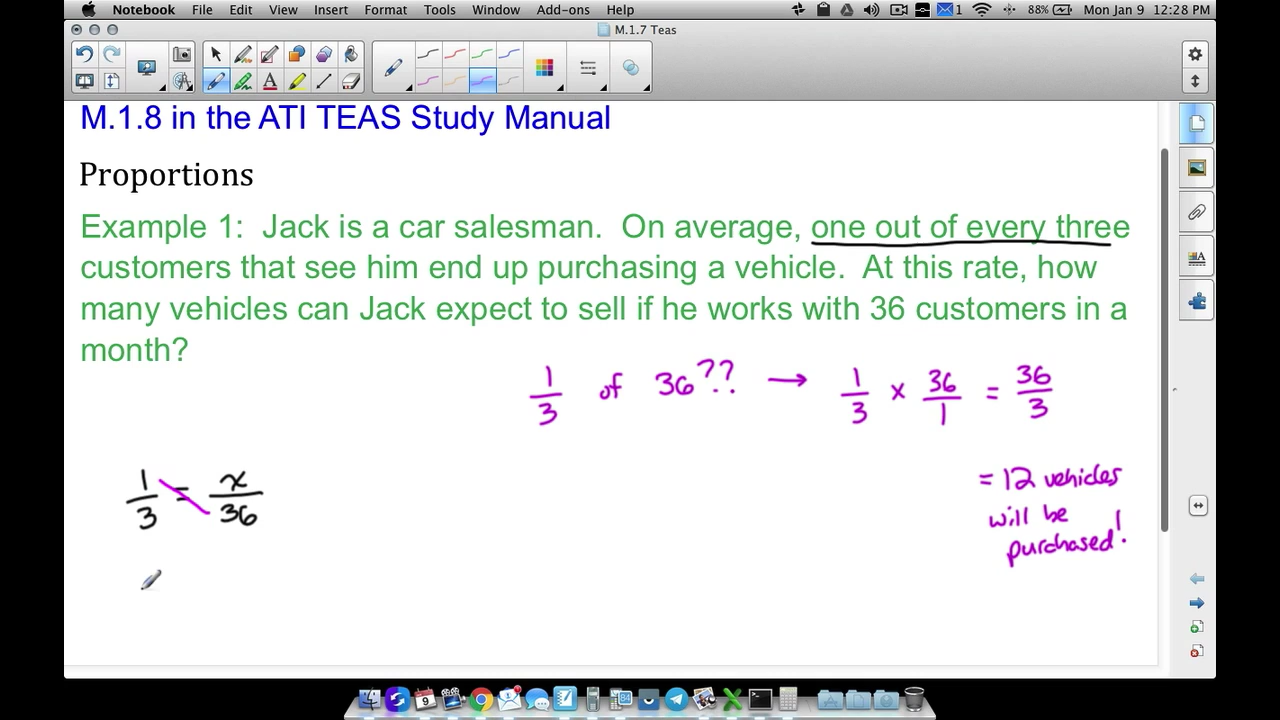 Notebook File Edit View Insert Format Tools Window Add-ons Help 1 88% Mon Jan 9 12:28 PM
M.1.7 Teas
M.1.8 in the ATI TEAS Study Manual
Proportions
Example 1: Jack is a car salesman. On average, one out of every three
customers that see him end up purchasing a vehicle. At this rate, how
many vehicles can Jack expect to sell if he works with 36 customers in a
month?
1/3 of 36?? → 1/3 × 36/1 = 36/3
1/3 = x/36
= 12 vehicles
will be
purchased!